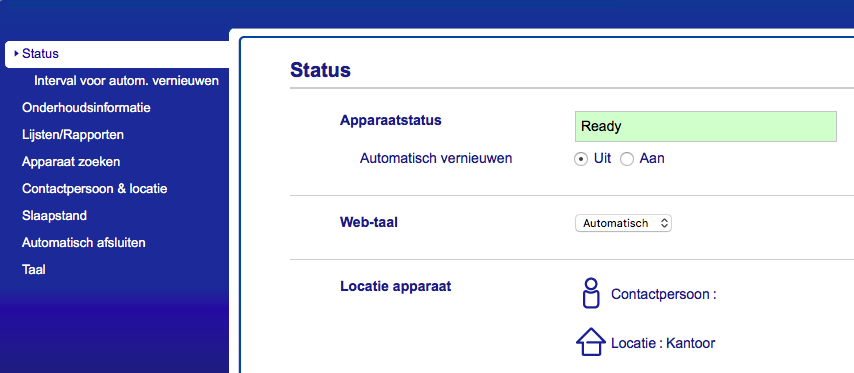 Status
Interval voor autom. vernieuwen
Onderhoudsinformatie
Lijsten/Rapporten
Apparaat zoeken
Contactpersoon & locatie
Slaapstand
Automatisch afsluiten
Taal
Status
Apparaatstatus
Ready
Automatisch vernieuwen
Uit Aan
Web-taal
Automatisch
Locatie apparaat
Contactpersoon :
Locatie : Kantoor